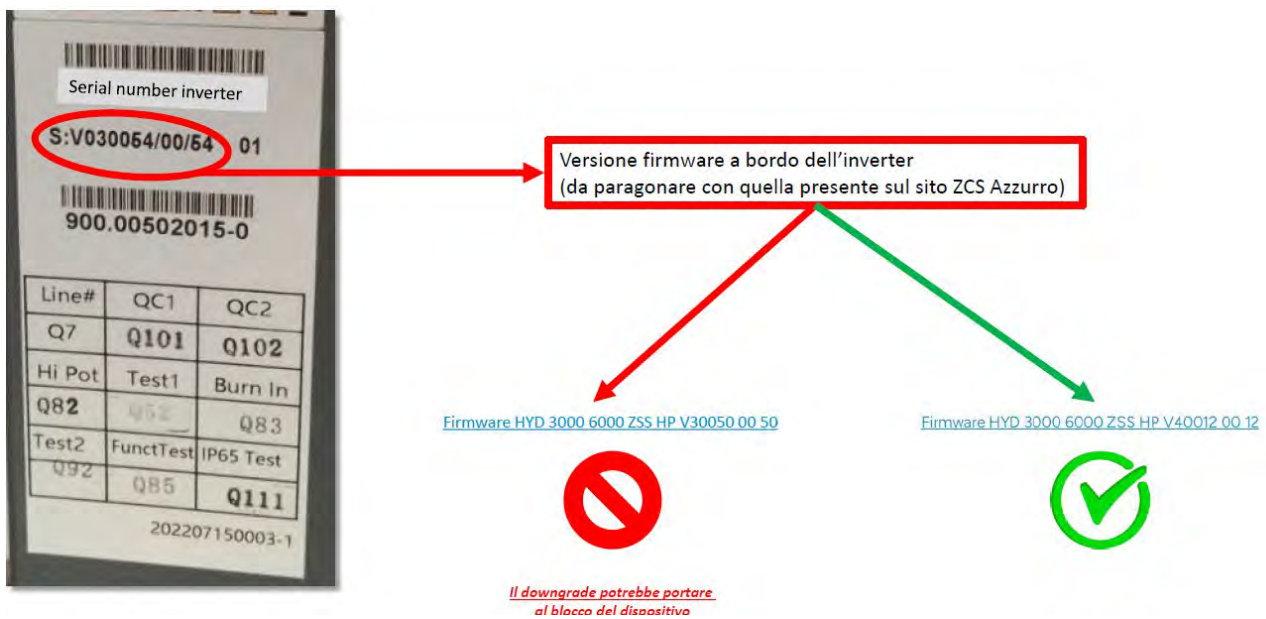 Serial number inverter
S:V030054/00/54 01
900.00502015-0
Line# QC1 QC2
Q7 Q101 Q102
Hi Pot Test1 Burn In
Q82 Q52 Q83
Test2 FunctTest IP65 Test
Q92 Q85 Q111
202207150003-1
Versione firmware a bordo dell'inverter
(da paragonare con quella presente sul sito ZCS Azzurro)
Firmware HYD 3000 6000 ZSS HP V30050 00 50
Firmware HYD 3000 6000 ZSS HP V40012 00 12
Il downgrade potrebbe portare
al blocco del dispositivo